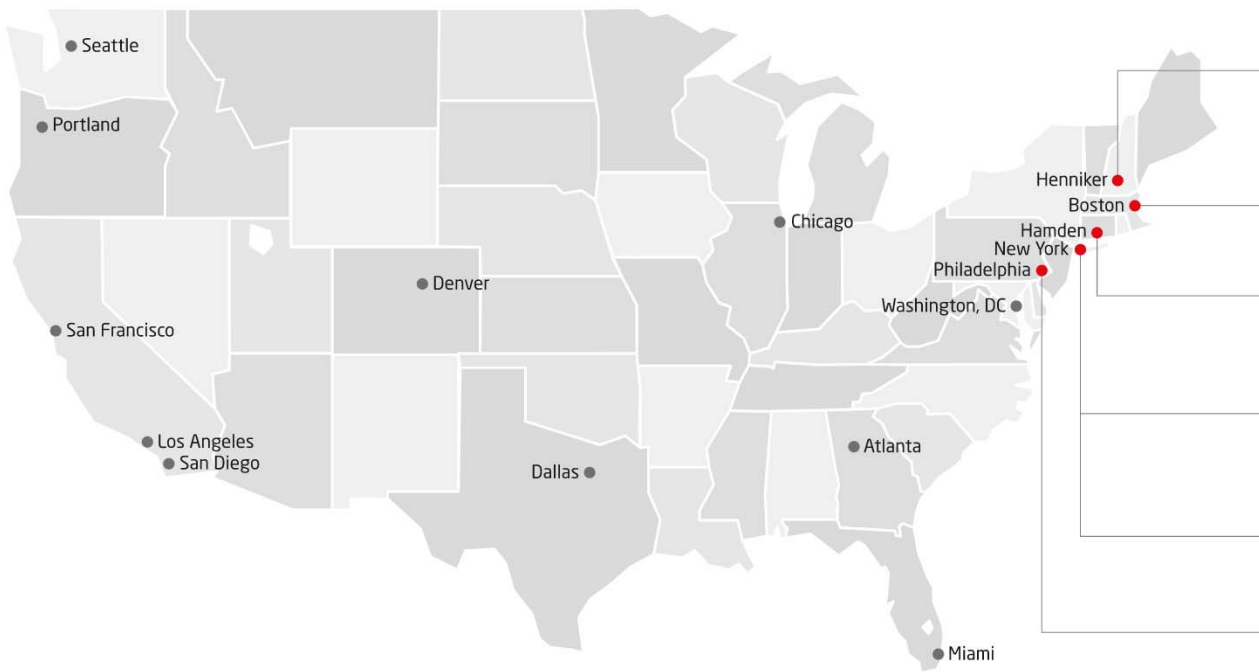 Seattle
Portland
Henniker
Boston
Chicago
Hamden
New York
Philadelphia
Denver
Washington, DC
San Francisco
Los Angeles
Atlanta
San Diego
Dallas
Miami